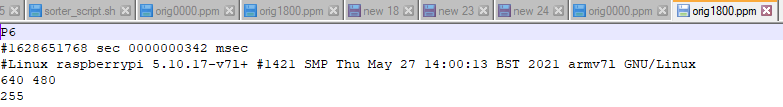 5 sorter_script.sh orig0000.ppm orig1800.ppm new 18 new 23 new 24 orig0000.ppm orig1800.ppm
P6
#1628651768 sec 0000000342 msec
#Linux raspberrypi 5.10.17-v7l+ #1421 SMP Thu May 27 14:00:13 BST 2021 armv7l GNU/Linux
640 480
255